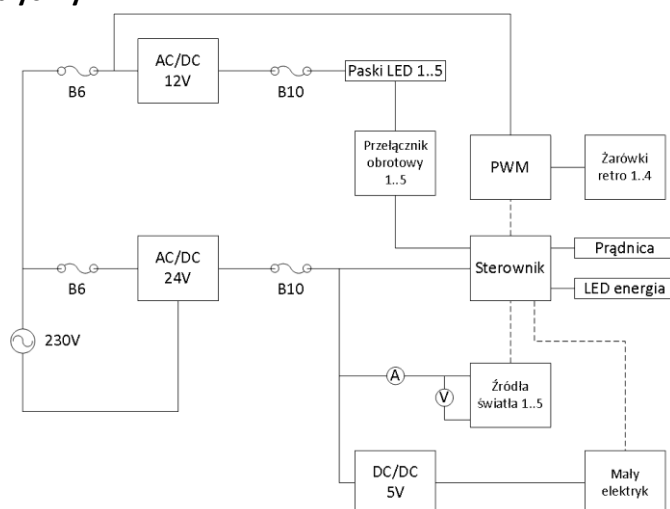 AC/DC
12V
B6
B10
Paski LED 1..5
Przełącznik
obrotowy
1..5
PWM
Żarówki
retro 1..4
AC/DC
24V
B6
B10
Sterownik
Prądnica
LED energia
230V
A
V
Źródła
światła 1..5
DC/DC
5V
Mały
elektryk